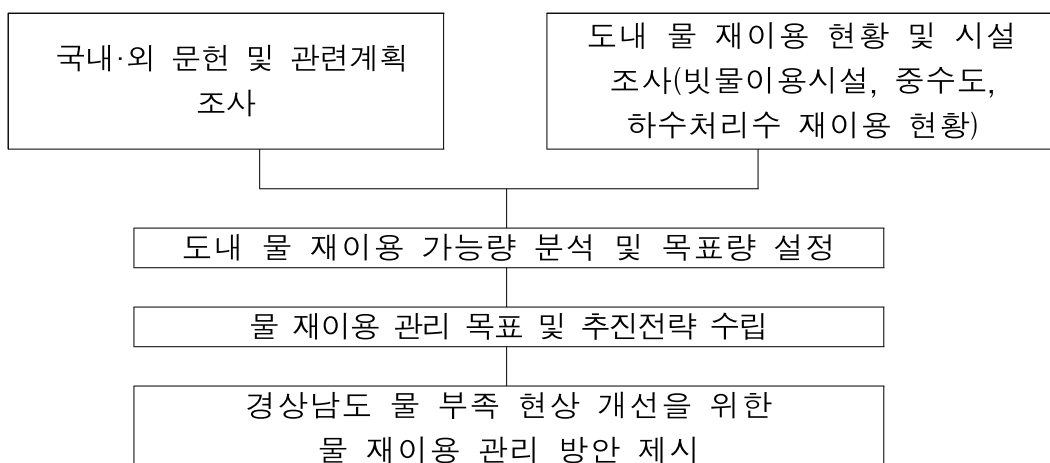 국내·외 문헌 및 관련계획
조사
도내 물 재이용 현황 및 시설
조사(빗물이용시설, 중수도,
하수처리수 재이용 현황)
도내 물 재이용 가능량 분석 및 목표량 설정
물 재이용 관리 목표 및 추진전략 수립
경상남도 물 부족 현상 개선을 위한
물 재이용 관리 방안 제시